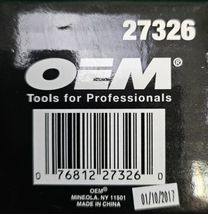 27326
OEM®
Tools for Professionals
0 76812 27326 0
OEM®
MINEOLA, NY 11501
MADE IN CHINA
01/10/2017